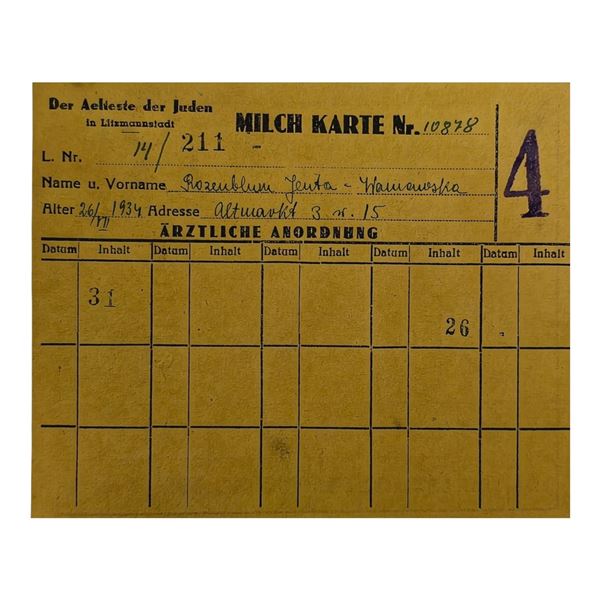 Der Aelteste der Juden
in Litzmannstadt
MILCH KARTE Nr. 10878
4
L. Nr. 14/ 211 -
Name u. Vorname Rozenblum Jenta -
Alter 26/VII 1934 Adresse Altmarkt 3 w. 15
ÄRZTLICHE ANORDNUNG
Datum Inhalt Datum Inhalt Datum Inhalt Datum Inhalt Datum Inhalt
31
26 .